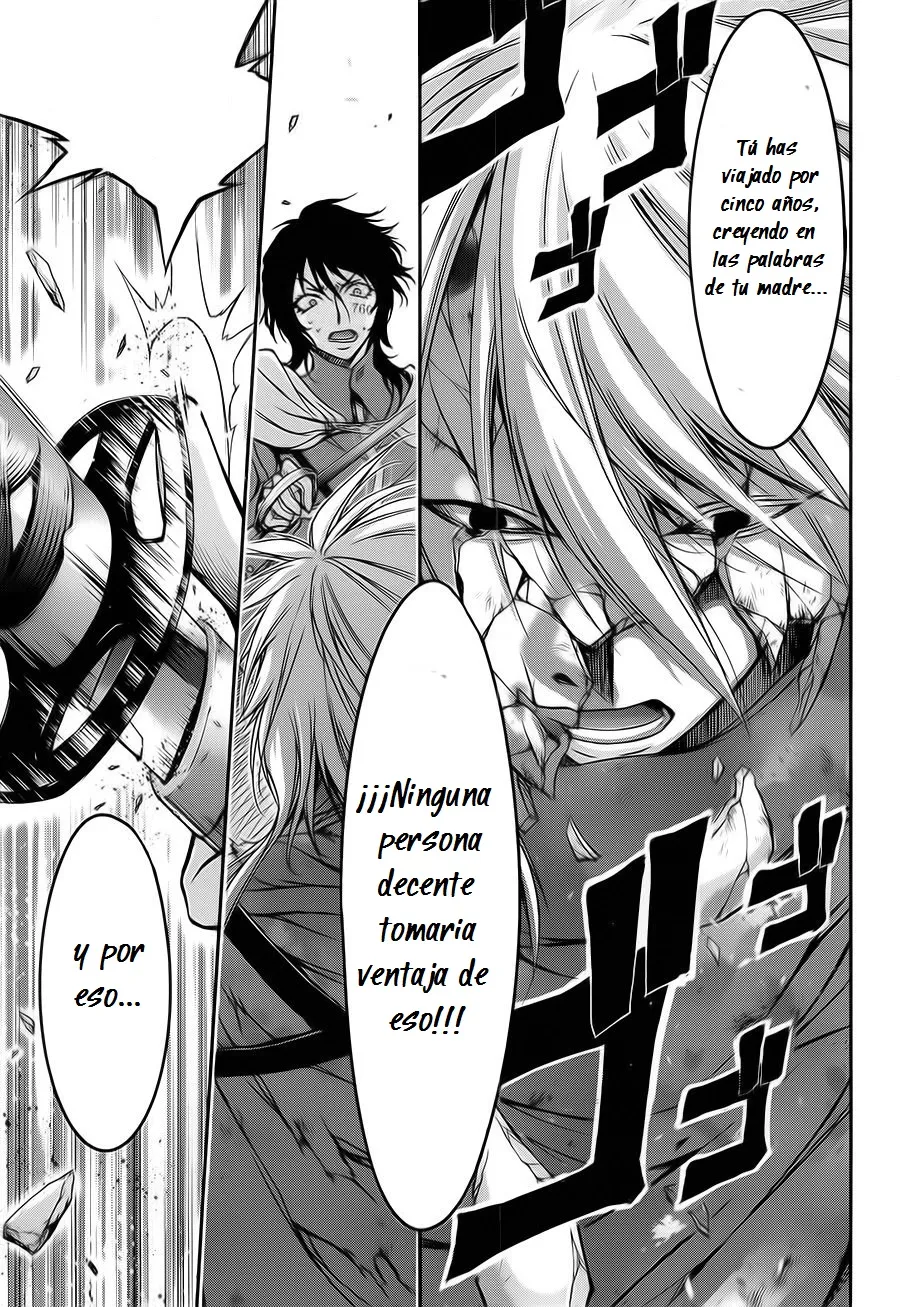 Tú has
viajado por
cinco años,
creyendo en
las palabras
de tu madre...
ゴゴゴ
760
¡¡¡Ninguna
persona
decente
tomaria
ventaja de
eso!!!
ゴゴゴ
y por
eso...